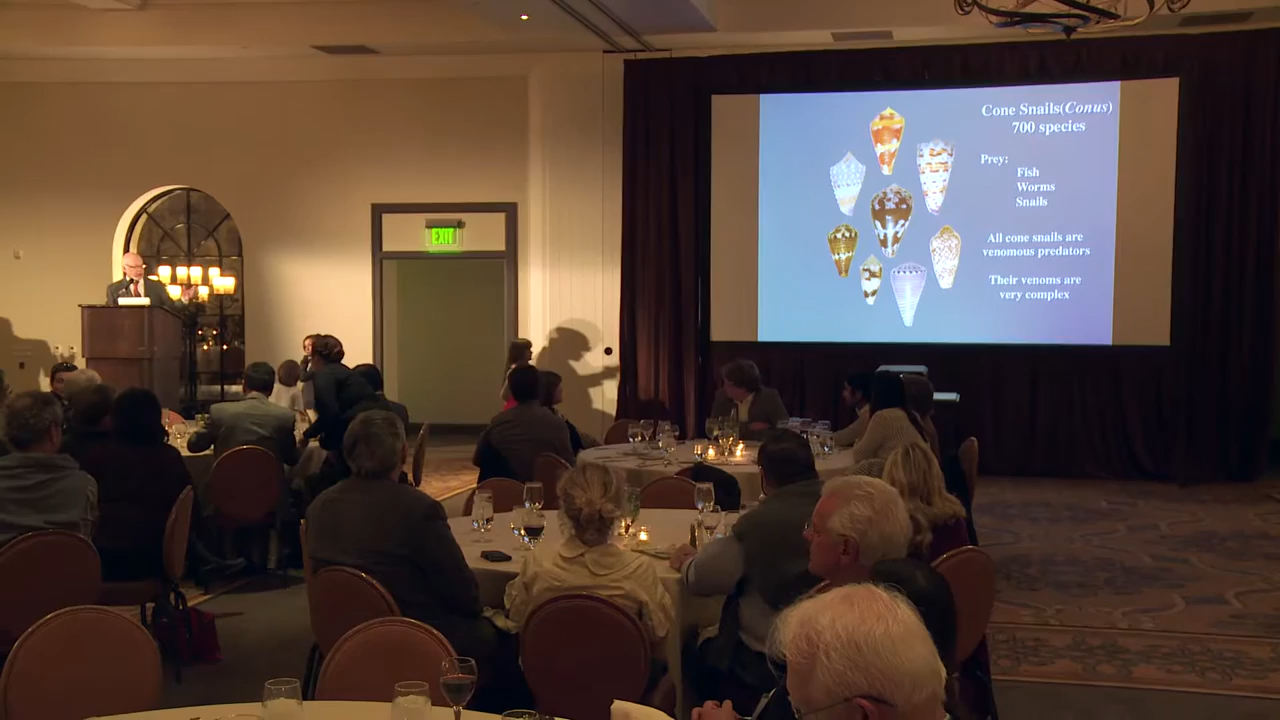 EXIT
Cone Snails(Conus)
700 species
Prey:
Fish
Worms
Snails
All cone snails are
venomous predators
Their venoms are
very complex